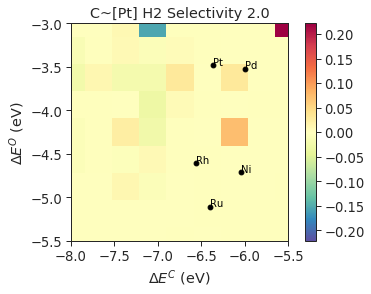 C~[Pt] H2 Selectivity 2.0
−3.0
−3.5
−4.0
−4.5
−5.0
−5.5
ΔE^O (eV)
Pt
Pd
Rh
Ni
Ru
−8.0 −7.5 −7.0 −6.5 −6.0 −5.5
ΔE^C (eV)
0.20
0.15
0.10
0.05
0.00
−0.05
−0.10
−0.15
−0.20